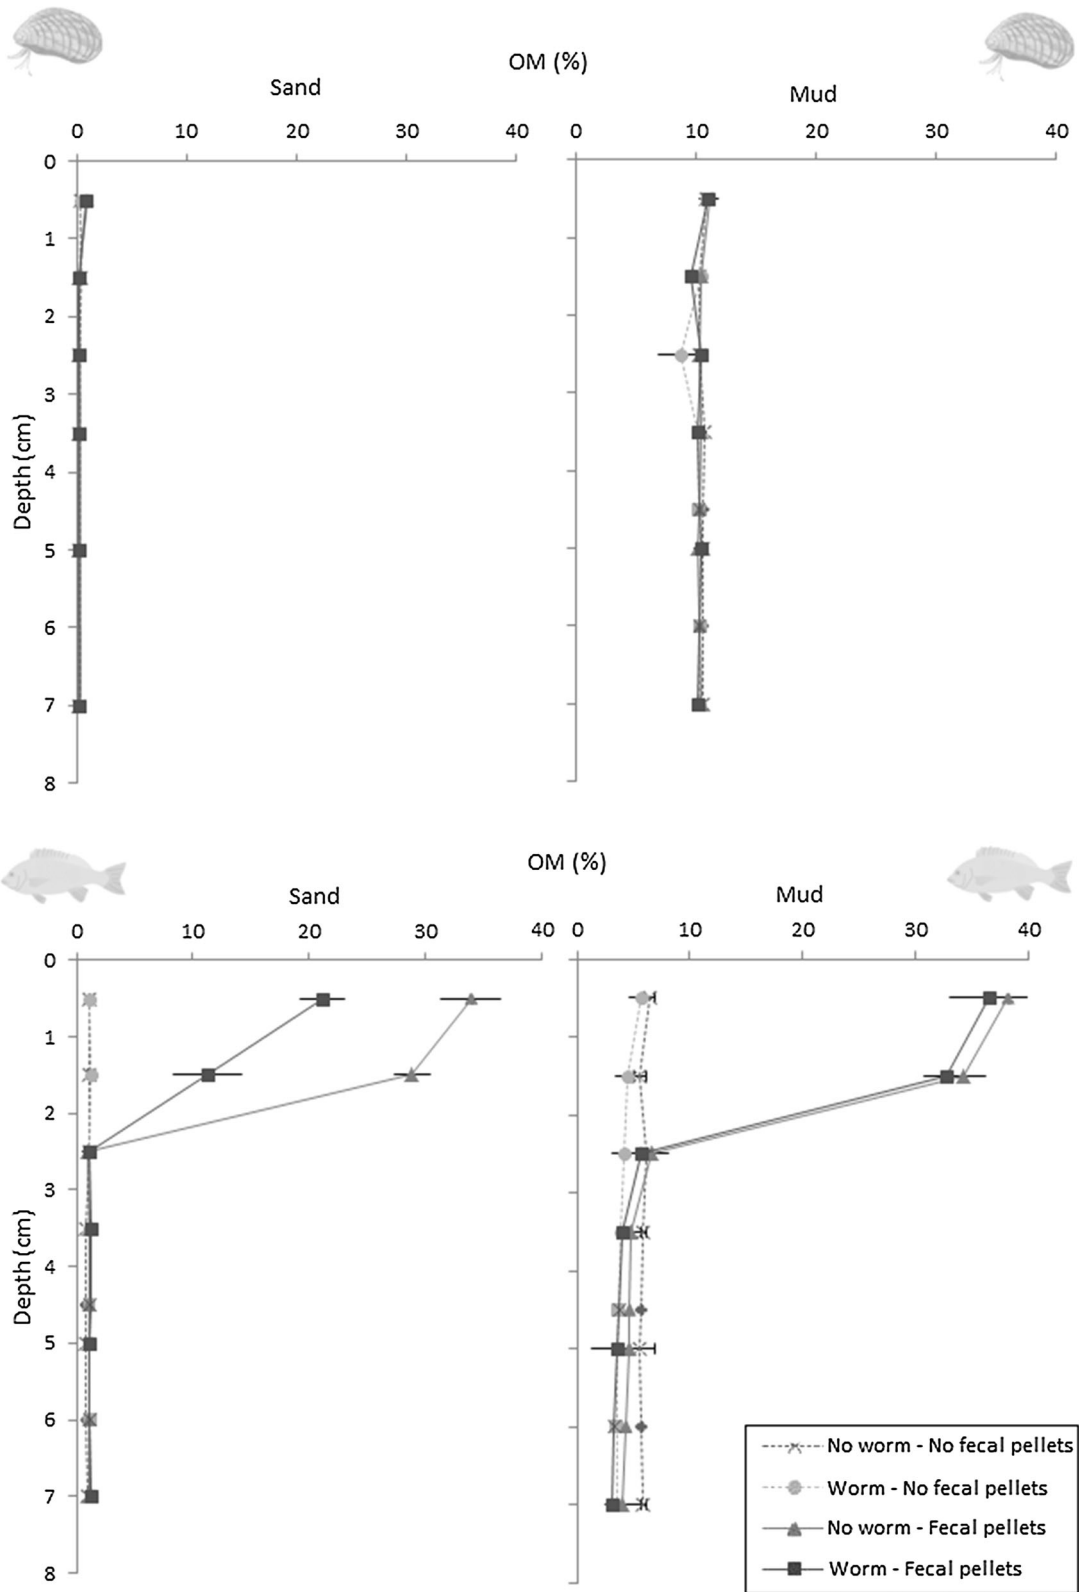 OM (%)
Sand
Mud
0 10 20 30 40
0 10 20 30 40
0
1
2
3
4
5
6
7
8
Depth (cm)
OM (%)
Sand
Mud
0 10 20 30 40
0 10 20 30 40
0
1
2
3
4
5
6
7
8
Depth (cm)
No worm - No fecal pellets
Worm - No fecal pellets
No worm - Fecal pellets
Worm - Fecal pellets